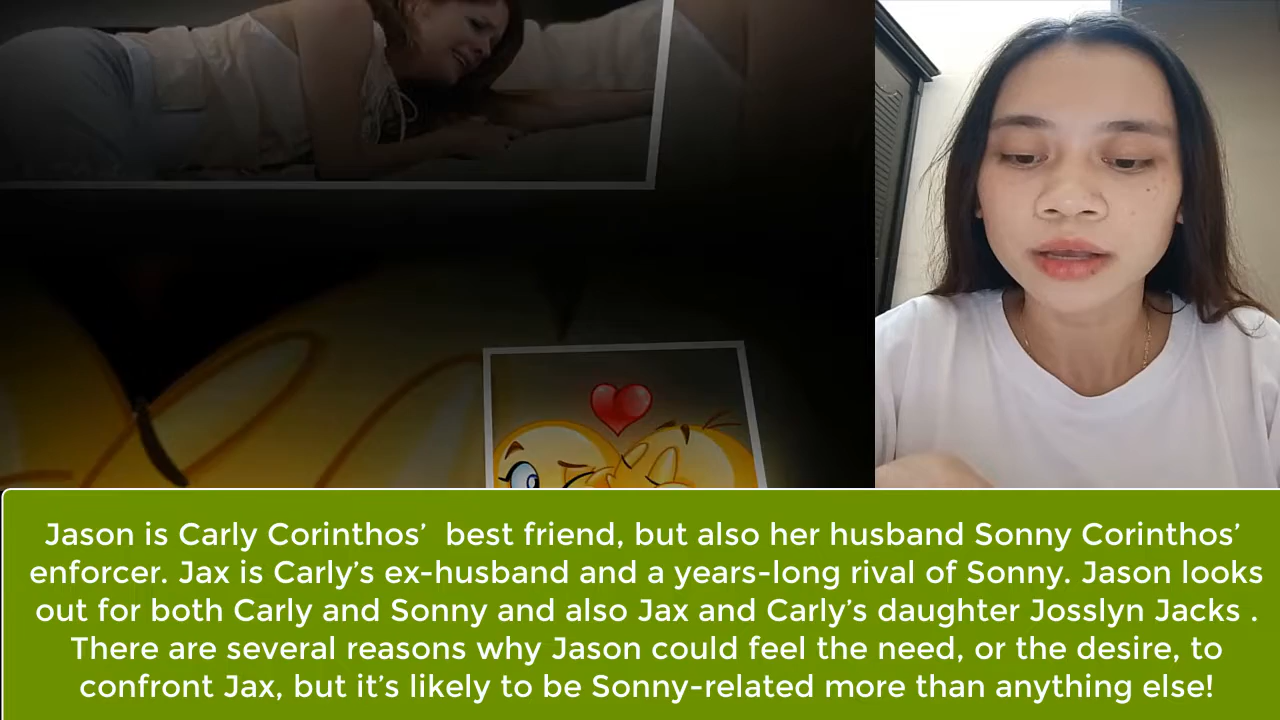 Jason is Carly Corinthos’ best friend, but also her husband Sonny Corinthos’
enforcer. Jax is Carly’s ex-husband and a years-long rival of Sonny. Jason looks
out for both Carly and Sonny and also Jax and Carly’s daughter Josslyn Jacks .
There are several reasons why Jason could feel the need, or the desire, to
confront Jax, but it’s likely to be Sonny-related more than anything else!